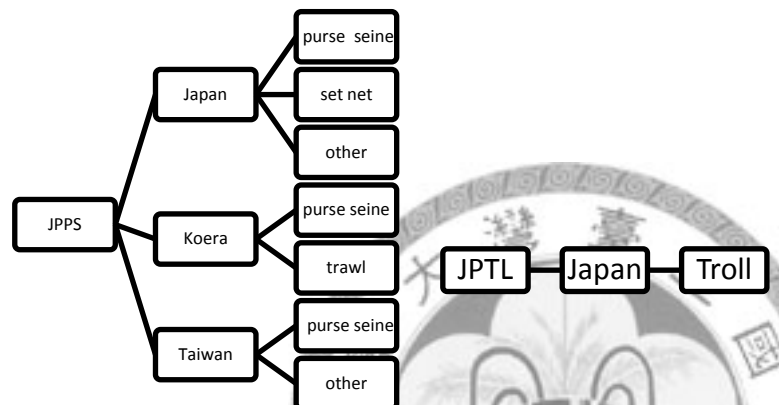 JPPS
Japan
purse seine
set net
other
Koera
purse seine
trawl
Taiwan
purse seine
other
JPTL
Japan
Troll